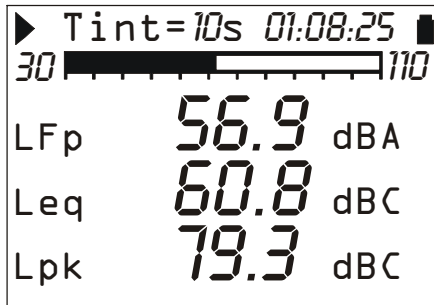 Tint=10s 01:08:25
30 110
LFp 56.9 dBA
Leq 60.8 dBC
Lpk 79.3 dBC